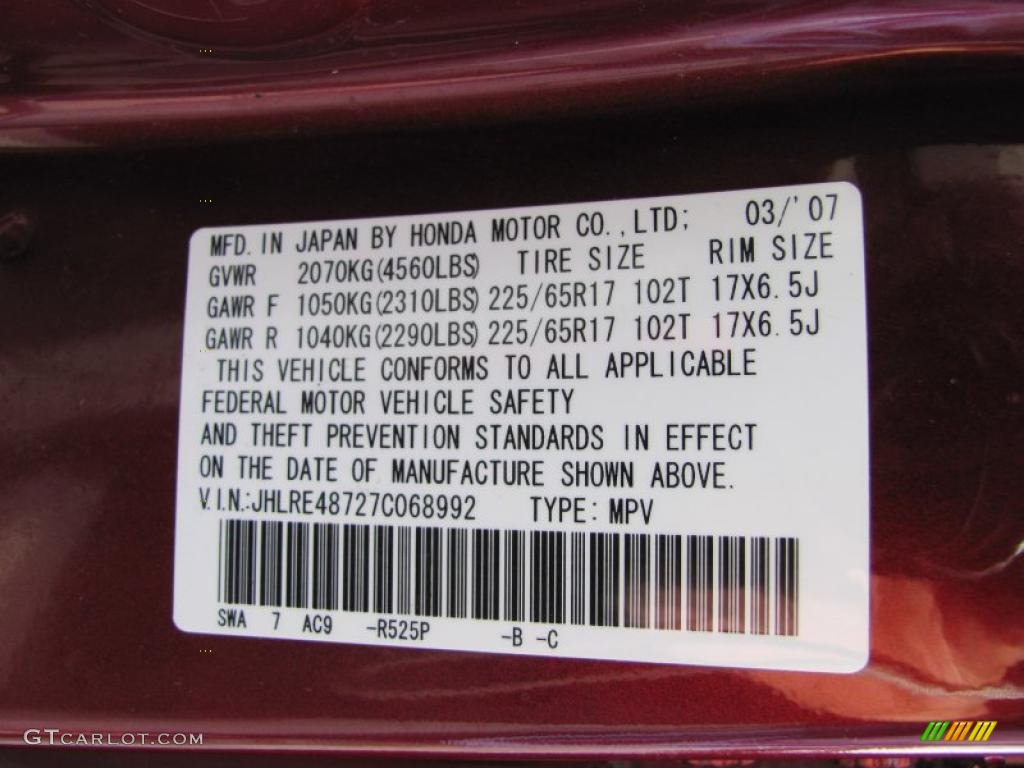 MFD. IN JAPAN BY HONDA MOTOR CO.,LTD; 03/'07
GVWR 2070KG(4560LBS) TIRE SIZE RIM SIZE
GAWR F 1050KG(2310LBS) 225/65R17 102T 17X6.5J
GAWR R 1040KG(2290LBS) 225/65R17 102T 17X6.5J
THIS VEHICLE CONFORMS TO ALL APPLICABLE
FEDERAL MOTOR VEHICLE SAFETY
AND THEFT PREVENTION STANDARDS IN EFFECT
ON THE DATE OF MANUFACTURE SHOWN ABOVE.
V.I.N.:JHLRE48727C068992 TYPE: MPV
SWA 7 AC9 -R525P -B -C
GTCARLOT.COM